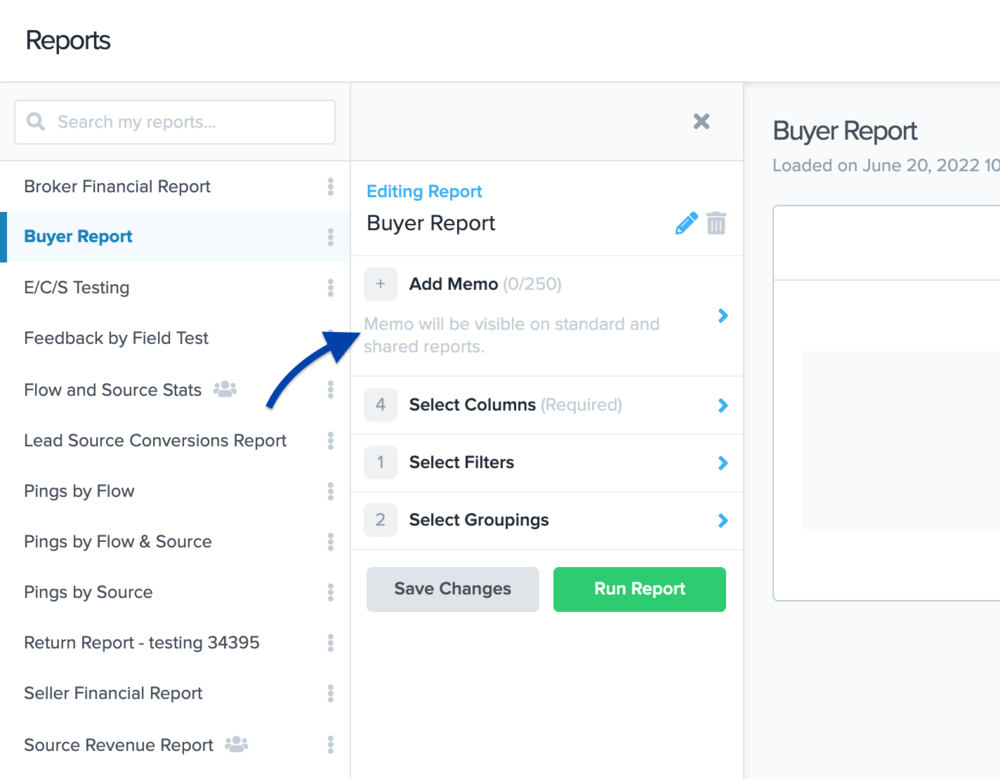 Reports
Search my reports...
Broker Financial Report
Buyer Report
E/C/S Testing
Feedback by Field Test
Flow and Source Stats
Lead Source Conversions Report
Pings by Flow
Pings by Flow & Source
Pings by Source
Return Report - testing 34395
Seller Financial Report
Source Revenue Report
Editing Report
Buyer Report
+ Add Memo (0/250)
Memo will be visible on standard and
shared reports.
4 Select Columns (Required)
1 Select Filters
2 Select Groupings
Save Changes
Run Report
Buyer Report
Loaded on June 20, 2022 10